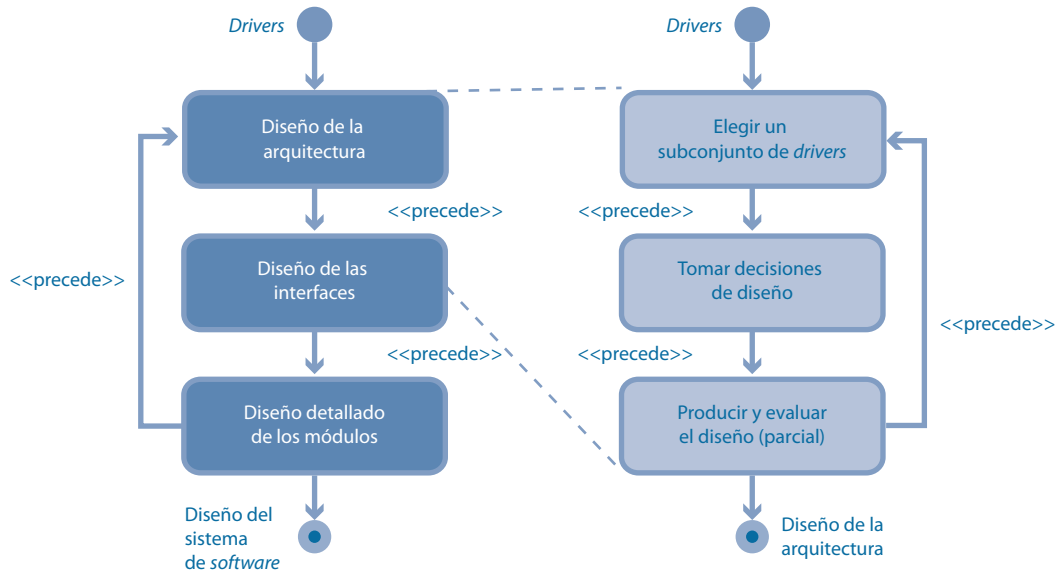 Drivers
Diseño de la
arquitectura
<<precede>>
Diseño de las
interfaces
<<precede>>
<<precede>>
Diseño detallado
de los módulos
Diseño del
sistema
de software
Drivers
Elegir un
subconjunto de drivers
<<precede>>
Tomar decisiones
de diseño
<<precede>>
<<precede>>
Producir y evaluar
el diseño (parcial)
Diseño de la
arquitectura